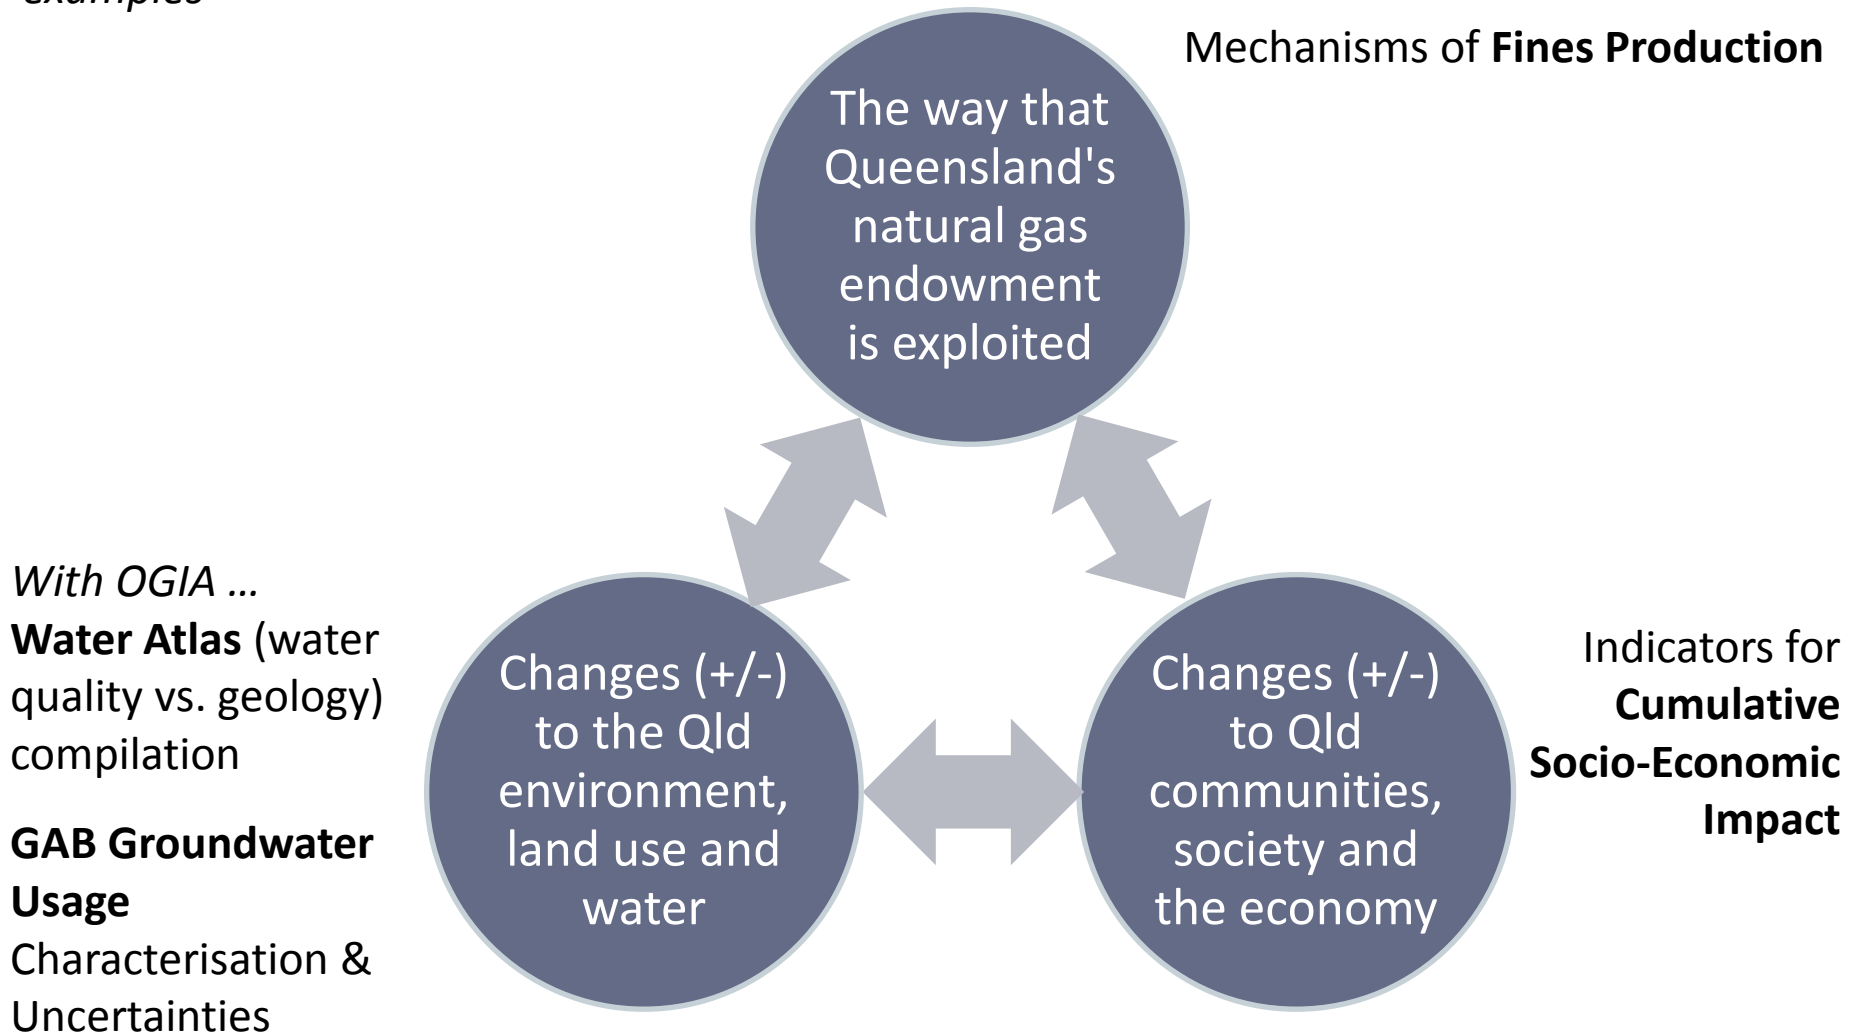 examples
Mechanisms of Fines Production
The way that
Queensland's
natural gas
endowment
is exploited
With OGIA ...
Water Atlas (water
quality vs. geology)
compilation
GAB Groundwater
Usage
Characterisation &
Uncertainties
Changes (+/-)
to the Qld
environment,
land use and
water
Changes (+/-)
to Qld
communities,
society and
the economy
Indicators for
Cumulative
Socio-Economic
Impact